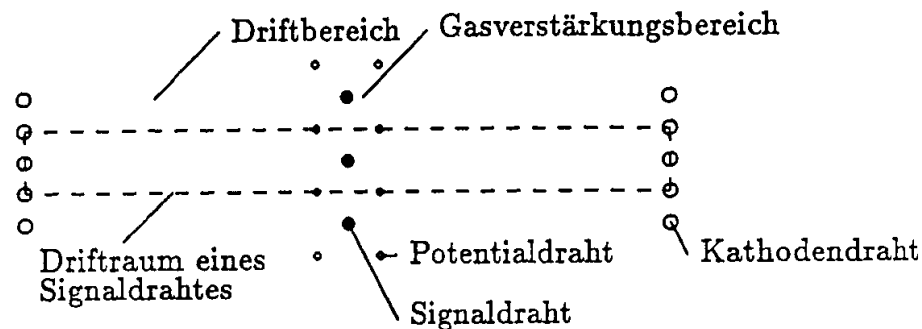 Driftbereich
Gasverstärkungsbereich
Driftraum eines
Signaldrahtes
Potentialdraht
Kathodendraht
Signaldraht